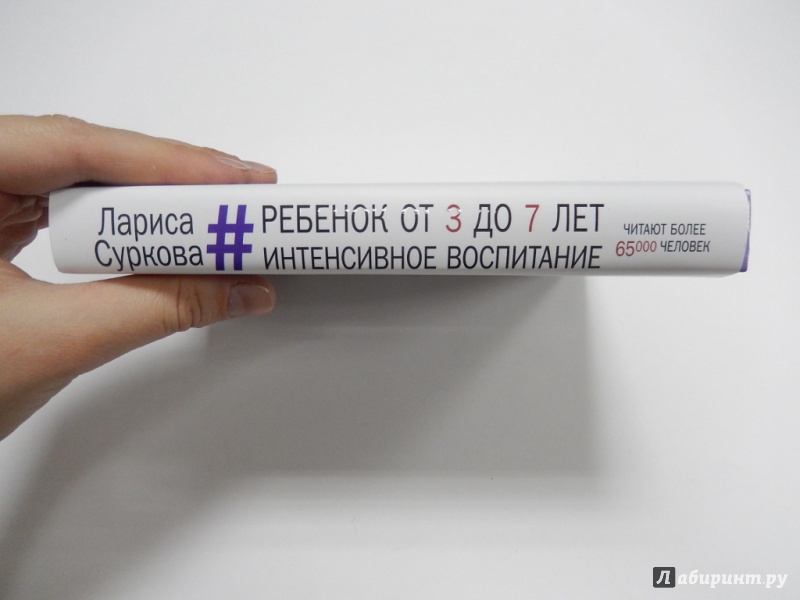 Лариса
Суркова
#
РЕБЕНОК ОТ 3 ДО 7 ЛЕТ
ИНТЕНСИВНОЕ ВОСПИТАНИЕ
ЧИТАЮТ БОЛЕЕ
65000 ЧЕЛОВЕК
Лабиринт.ру